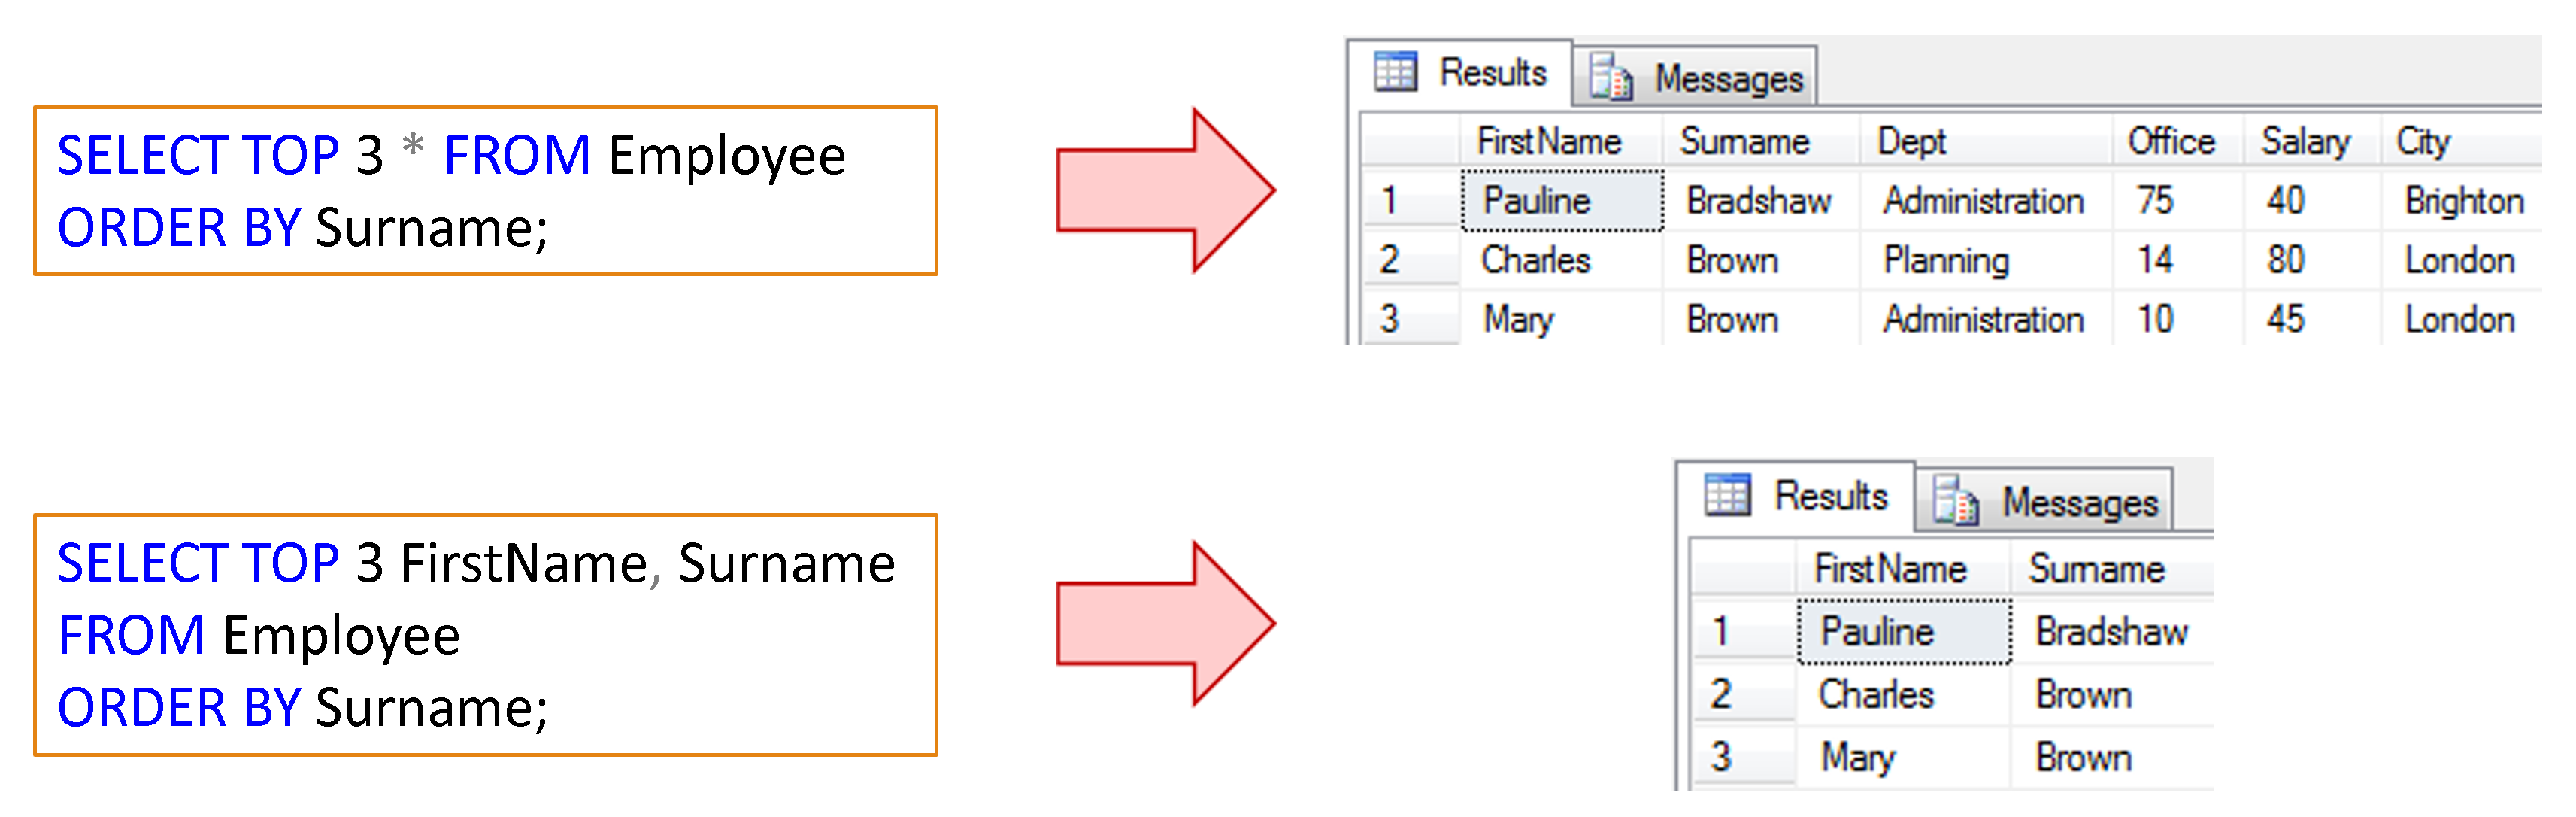 SELECT TOP 3 * FROM Employee
ORDER BY Surname;
Results Messages
FirstName Surname Dept Office Salary City
1 Pauline Bradshaw Administration 75 40 Brighton
2 Charles Brown Planning 14 80 London
3 Mary Brown Administration 10 45 London
SELECT TOP 3 FirstName, Surname
FROM Employee
ORDER BY Surname;
Results Messages
FirstName Surname
1 Pauline Bradshaw
2 Charles Brown
3 Mary Brown